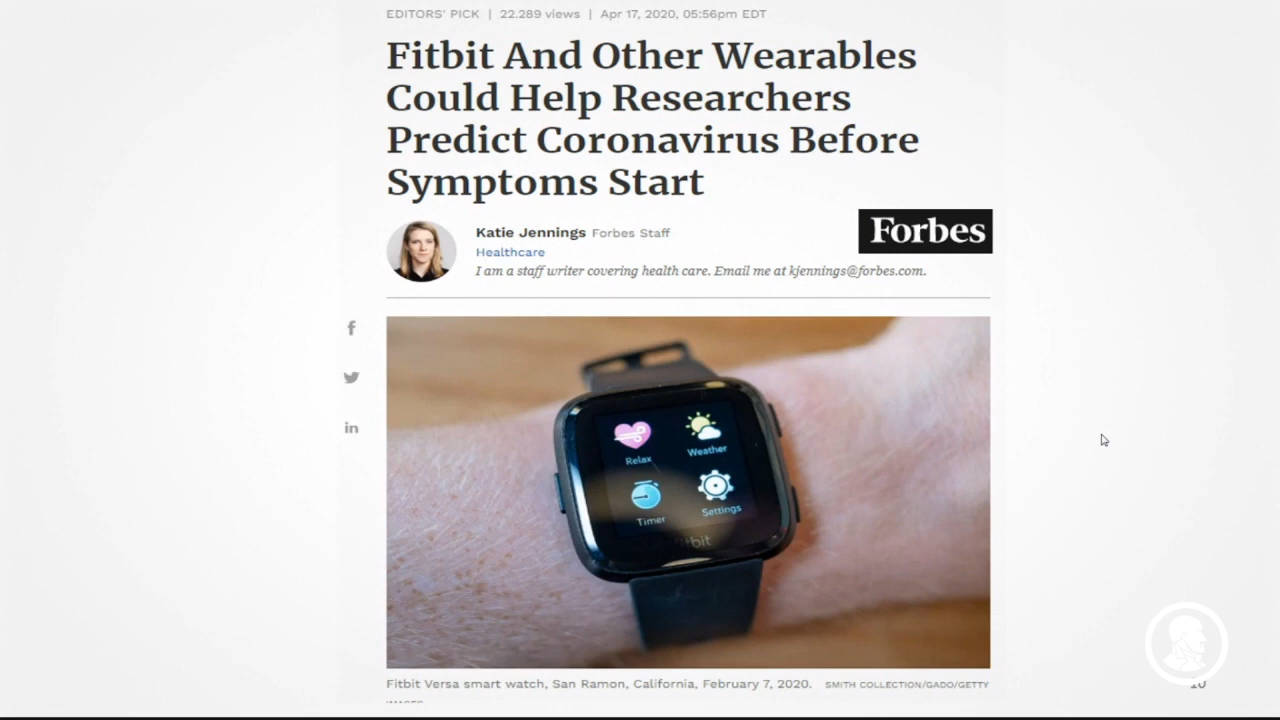 EDITORS' PICK | 22.289 views | Apr 17, 2020, 05:56pm EDT
Fitbit And Other Wearables
Could Help Researchers
Predict Coronavirus Before
Symptoms Start
Katie Jennings Forbes Staff
Forbes
Healthcare
I am a staff writer covering health care. Email me at kjennings@forbes.com.
f
in
Relax
Weather
Timer
Settings
Fitbit Versa smart watch, San Ramon, California, February 7, 2020. SMITH COLLECTION/GADO/GETTY
10